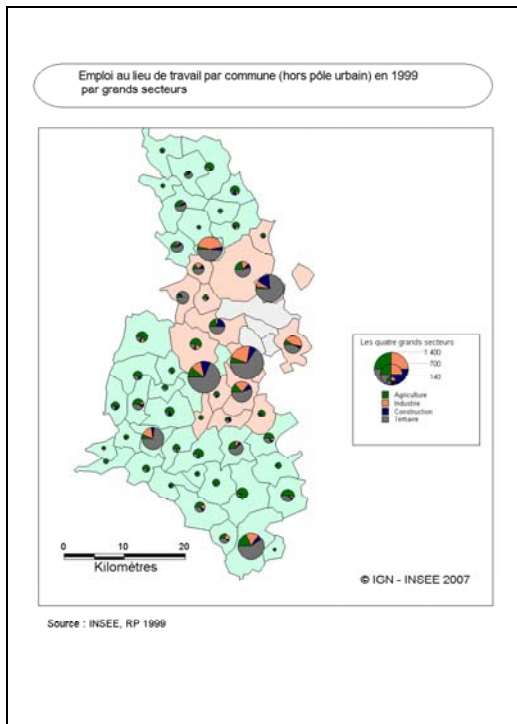 Emploi au lieu de travail par commune (hors pôle urbain) en 1999
par grands secteurs
Les quatre grands secteurs
1 400
700
140
Agriculture
Industrie
Construction
Tertiaire
0 10 20
Kilomètres
© IGN - INSEE 2007
Source : INSEE, RP 1999